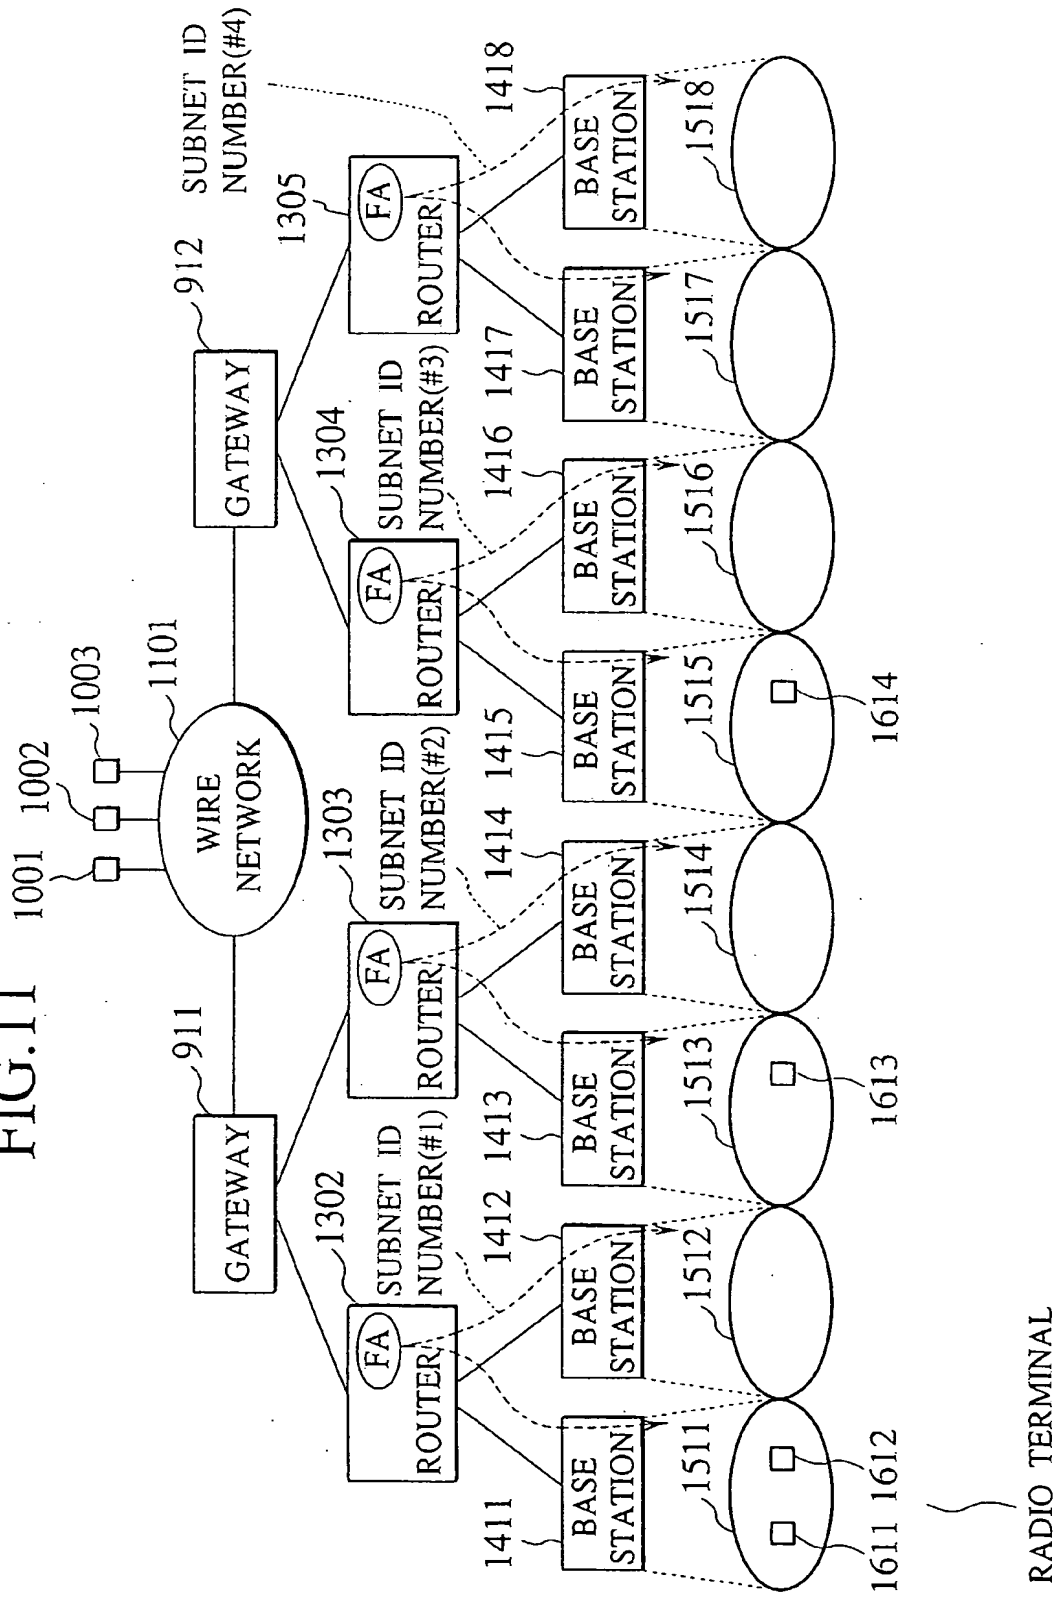 FIG.11
1001
1002
1003
1101
WIRE
NETWORK
911
GATEWAY
912
GATEWAY
1302
FA
ROUTER
SUBNET ID
NUMBER(#1)
1303
FA
ROUTER
SUBNET ID
NUMBER(#2)
1304
FA
ROUTER
SUBNET ID
NUMBER(#3)
1305
FA
ROUTER
SUBNET ID
NUMBER(#4)
1411
BASE
STATION
1412
BASE
STATION
1413
BASE
STATION
1414
BASE
STATION
1415
BASE
STATION
1416
BASE
STATION
1417
BASE
STATION
1418
BASE
STATION
1511
1512
1513
1514
1515
1516
1517
1518
1611
1612
1613
1614
RADIO TERMINAL